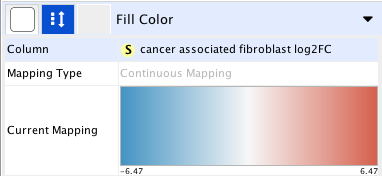 Fill Color
Column S cancer associated fibroblast log2FC
Mapping Type Continuous Mapping
Current Mapping
-6.47 6.47